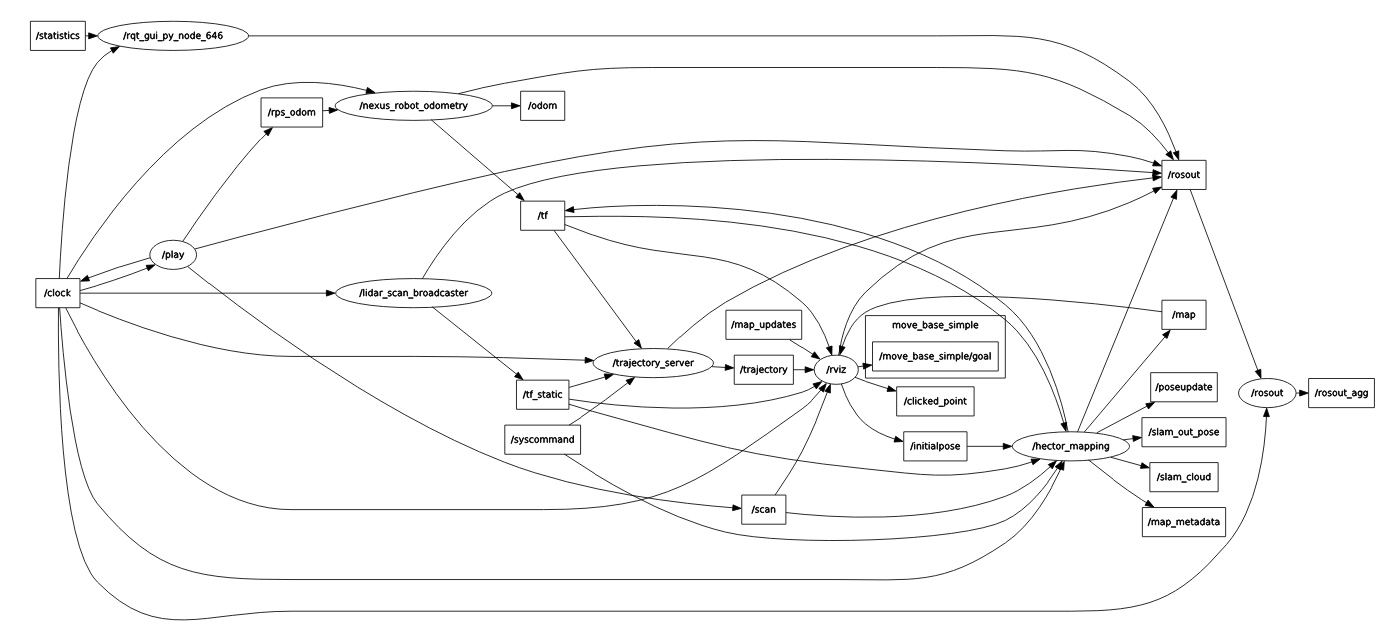 /statistics
/rqt_gui_py_node_646
/rps_odom
/nexus_robot_odometry
/odom
/rosout
/tf
/play
/clock
/lidar_scan_broadcaster
/map_updates
move_base_simple
/map
/move_base_simple/goal
/trajectory_server
/trajectory
/rviz
/tf_static
/clicked_point
/poseupdate
/rosout
/rosout_agg
/syscommand
/initialpose
/hector_mapping
/slam_out_pose
/slam_cloud
/scan
/map_metadata